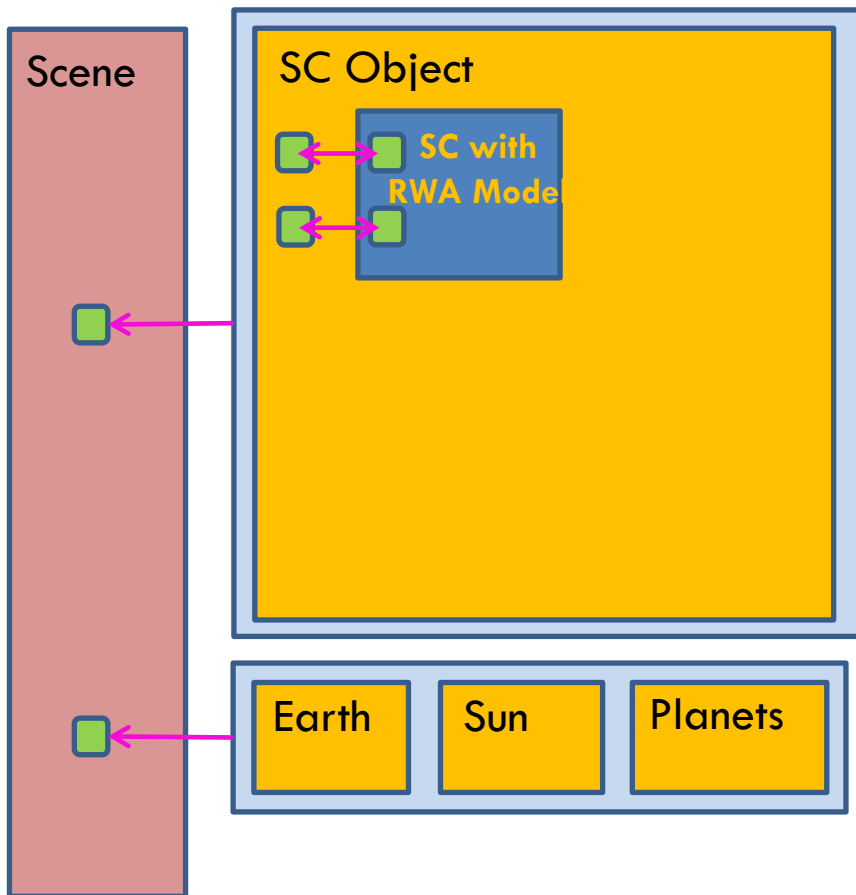 Scene
SC Object
SC with
RWA Model
Earth
Sun
Planets